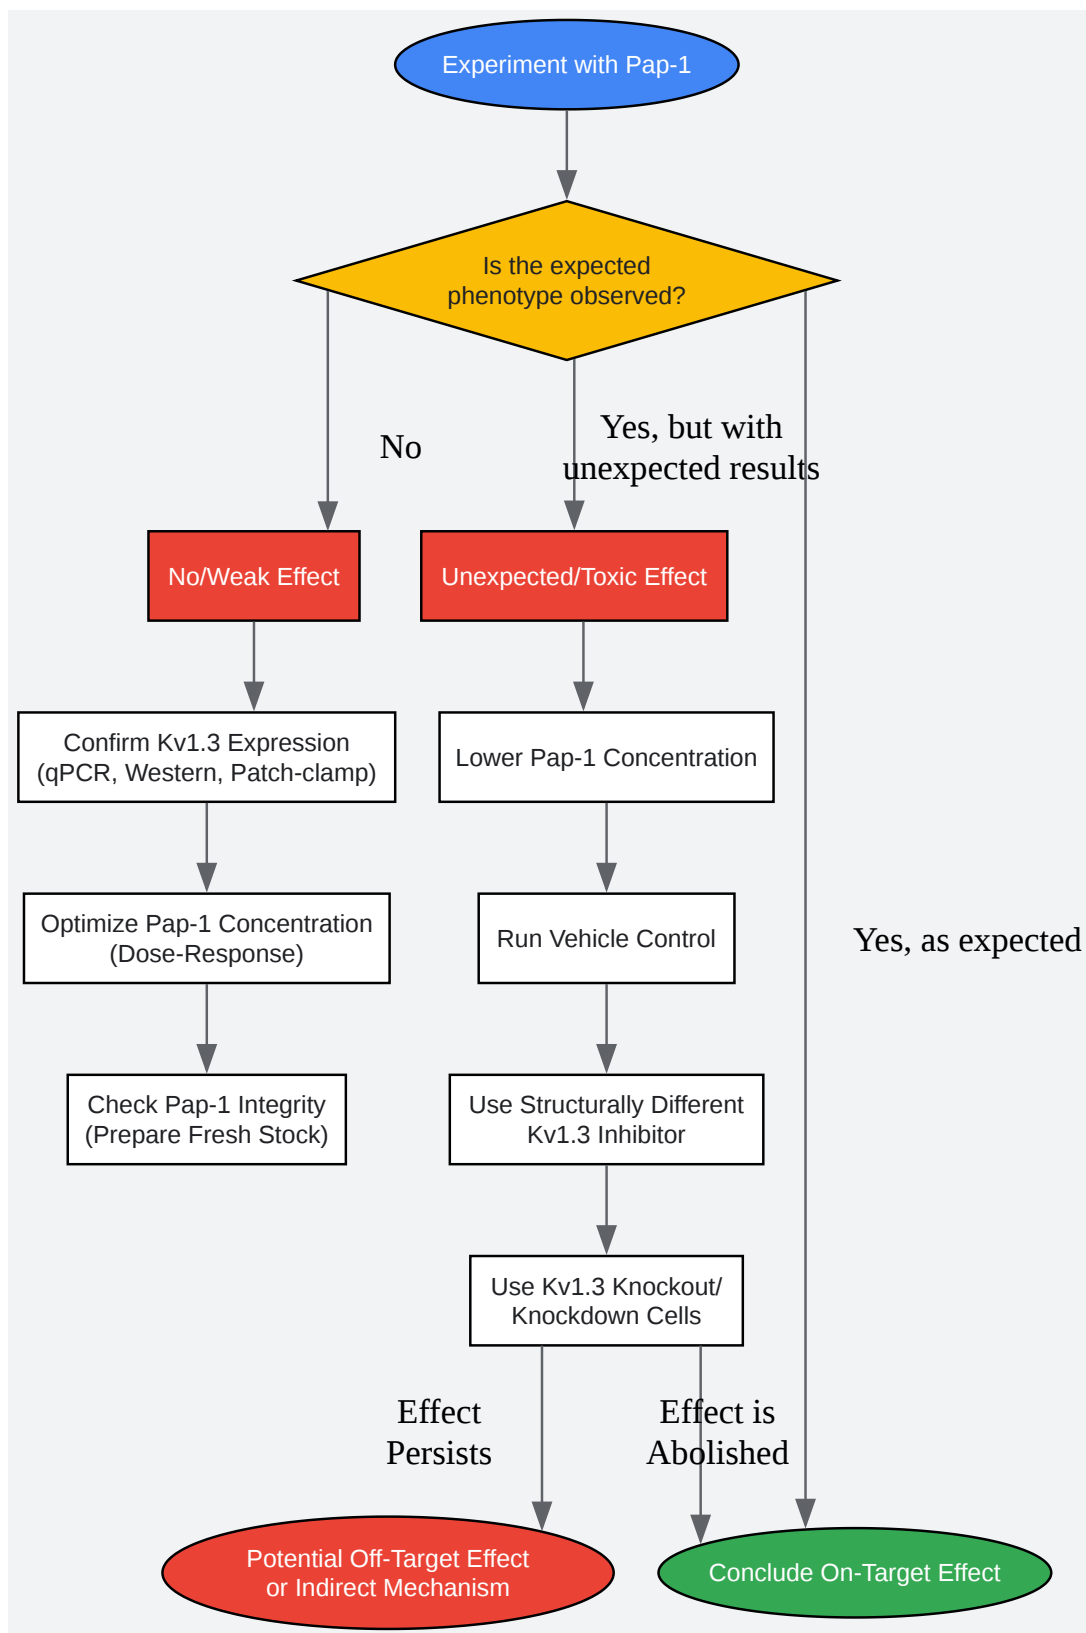 Experiment with Pap-1
Is the expected
phenotype observed?
No
Yes, but with
unexpected results
No/Weak Effect
Unexpected/Toxic Effect
Confirm Kv1.3 Expression
(qPCR, Western, Patch-clamp)
Lower Pap-1 Concentration
Optimize Pap-1 Concentration
(Dose-Response)
Run Vehicle Control
Yes, as expected
Check Pap-1 Integrity
(Prepare Fresh Stock)
Use Structurally Different
Kv1.3 Inhibitor
Use Kv1.3 Knockout/
Knockdown Cells
Effect
Persists
Effect is
Abolished
Potential Off-Target Effect
or Indirect Mechanism
Conclude On-Target Effect